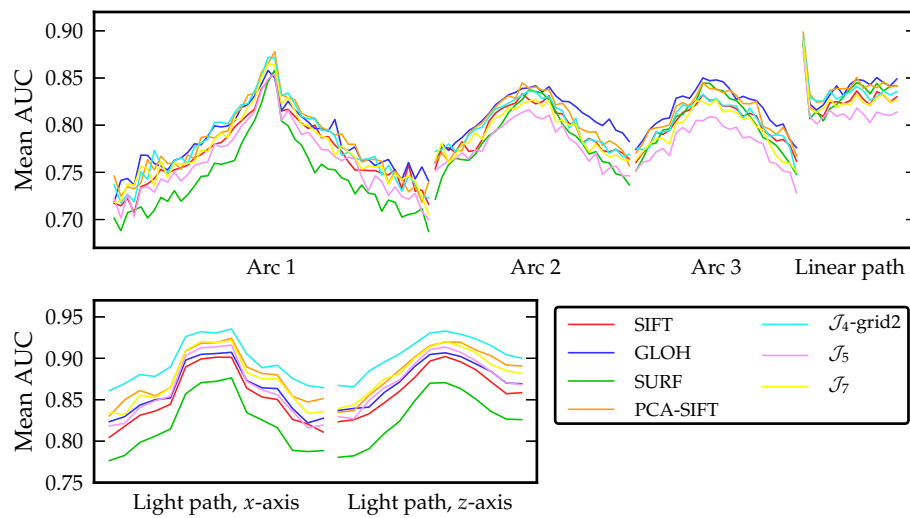 Mean AUC
0.90
0.85
0.80
0.75
0.70
Arc 1 Arc 2 Arc 3 Linear path
Mean AUC
0.95
0.90
0.85
0.80
0.75
Light path, x-axis Light path, z-axis
SIFT
GLOH
SURF
PCA-SIFT
𝒥₄-grid2
𝒥₅
𝒥₇